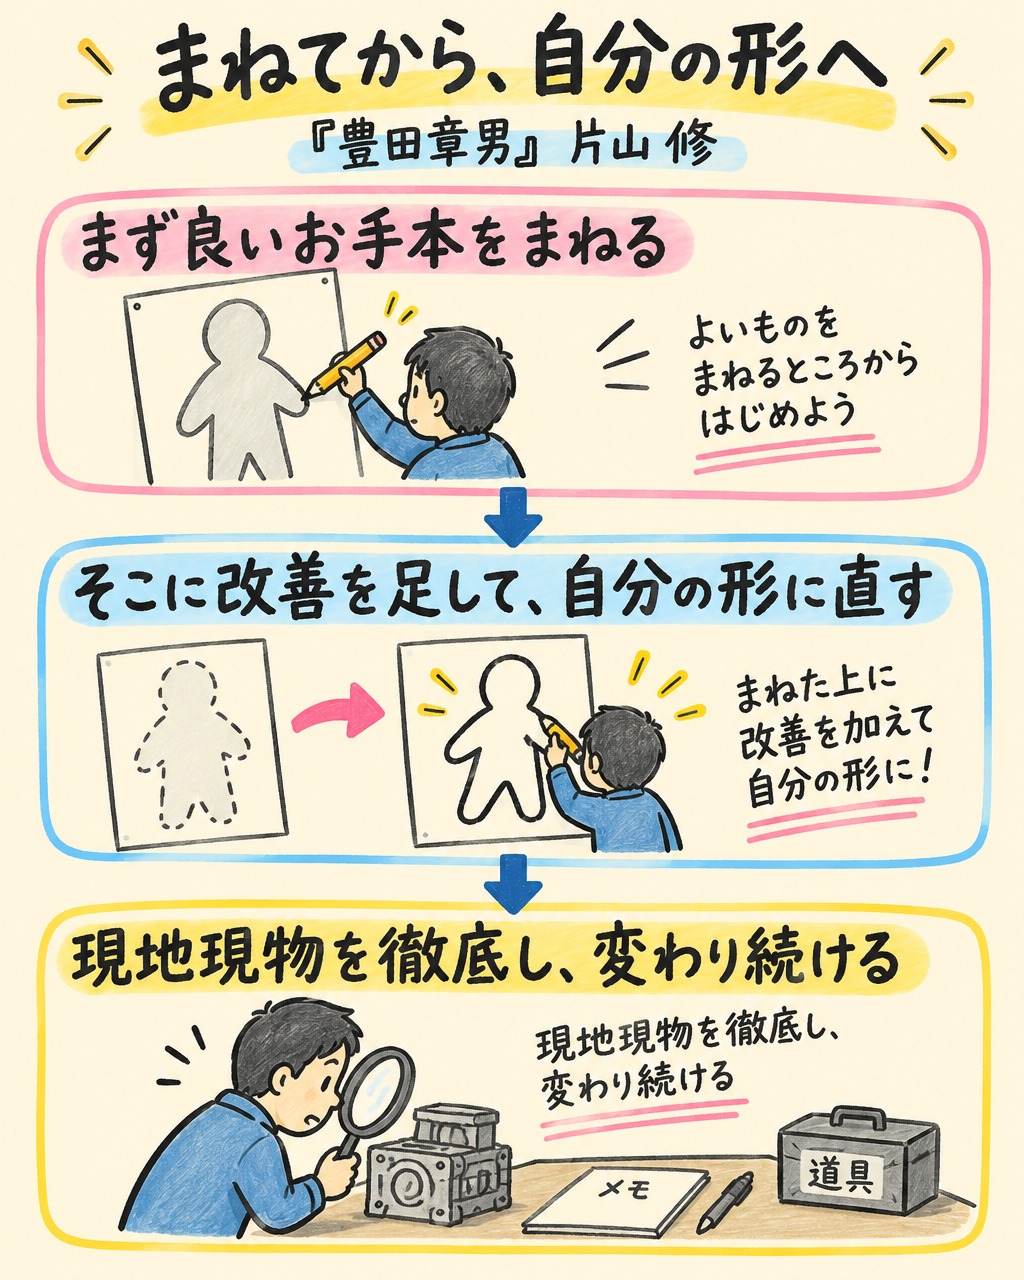 まねてから、自分の形へ
『豊田章男』片山 修
まず良いお手本をまねる
よいものを
まねるところから
はじめよう
そこに改善を足して、自分の形に直す
まねた上に
改善を加えて
自分の形に!
現地現物を徹底し、変わり続ける
現地現物を徹底し、
変わり続ける
メモ
道具